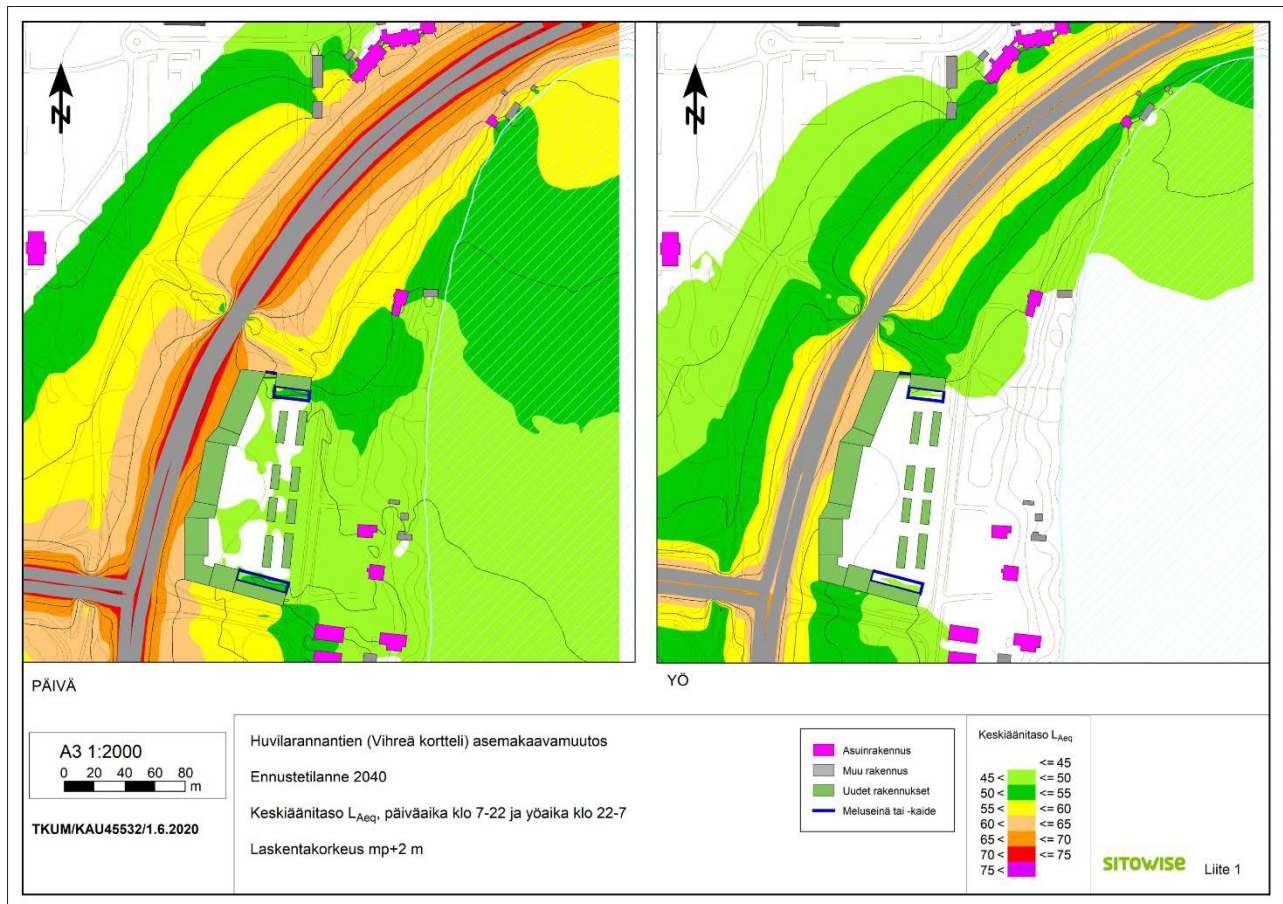 N
N
PÄIVÄ
YÖ
A3 1:2000
0 20 40 60 80
m
TKUM/KAU45532/1.6.2020
Huvilarannantien (Vihreä kortteli) asemakaavamuutos
Ennustetilanne 2040
Keskiäänitaso LAeq, päiväaika klo 7-22 ja yöaika klo 22-7
Laskentakorkeus mp+2 m
Asuinrakennus
Muu rakennus
Uudet rakennukset
Meluseinä tai -kaide
Keskiäänitaso LAeq
<= 45
45 < <= 50
50 < <= 55
55 < <= 60
60 < <= 65
65 < <= 70
70 < <= 75
75 <
SITOWISE Liite 1